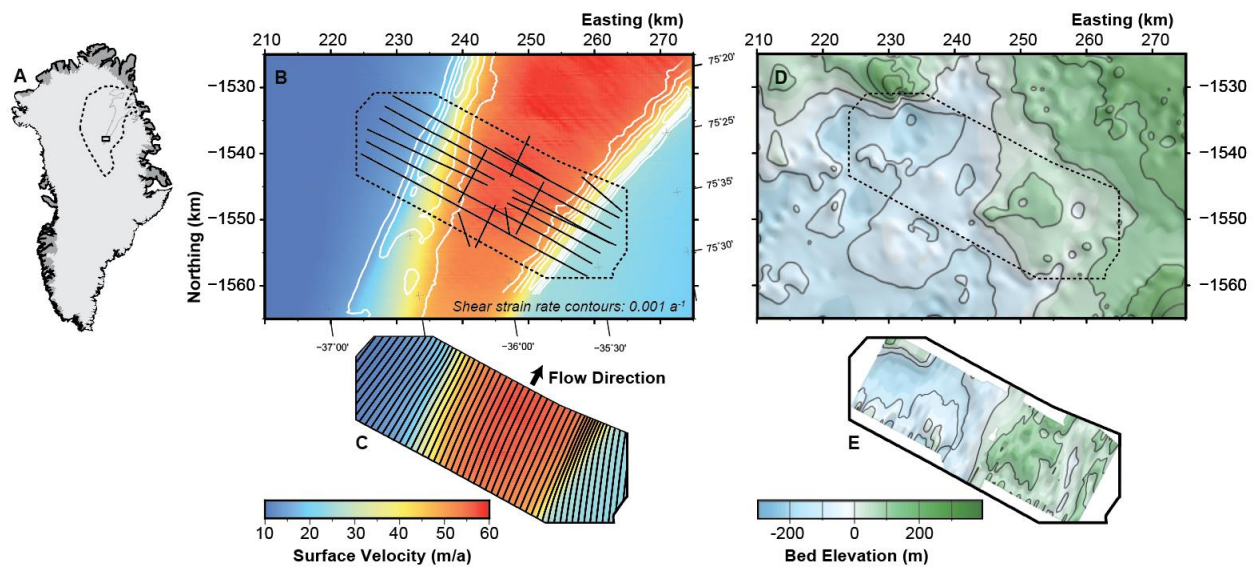 Easting (km)
210 220 230 240 250 260 270
A
B
Northing (km)
−1530
−1540
−1550
−1560
75˚20'
75˚25'
75˚35'
75˚30'
Shear strain rate contours: 0.001 a⁻¹
−37˚00'
−36˚00'
−35˚30'
Flow Direction
C
10 20 30 40 50 60
Surface Velocity (m/a)
Easting (km)
210 220 230 240 250 260 270
D
−1530
−1540
−1550
−1560
E
-200 0 200
Bed Elevation (m)